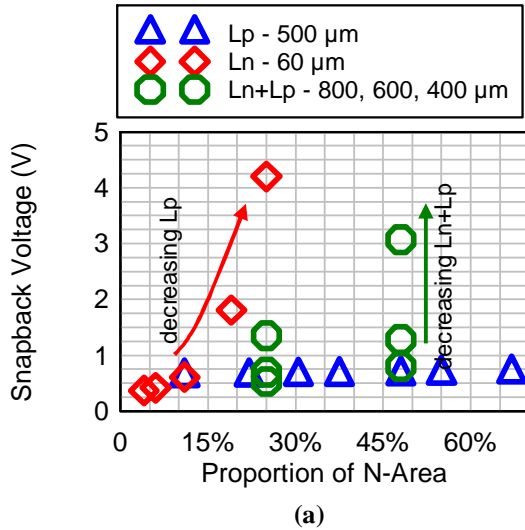 Lp - 500 µm
Ln - 60 µm
Ln+Lp - 800, 600, 400 µm
Snapback Voltage (V)
5
4
3
2
1
0
decreasing Lp
decreasing Ln+Lp
0 15% 30% 45% 60%
Proportion of N-Area
(a)